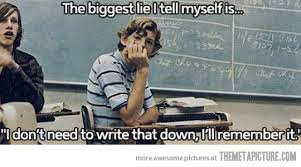 The biggest lie I tell myself is...
"I don't need to write that down, I'll remember it."
more awesome pictures at THEMETAPICTURE.COM